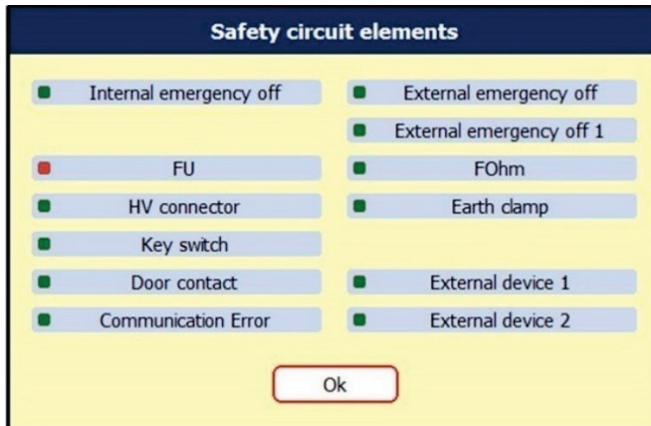 Safety circuit elements
Internal emergency off
External emergency off
External emergency off 1
FU
FOhm
HV connector
Earth clamp
Key switch
Door contact
External device 1
Communication Error
External device 2
Ok